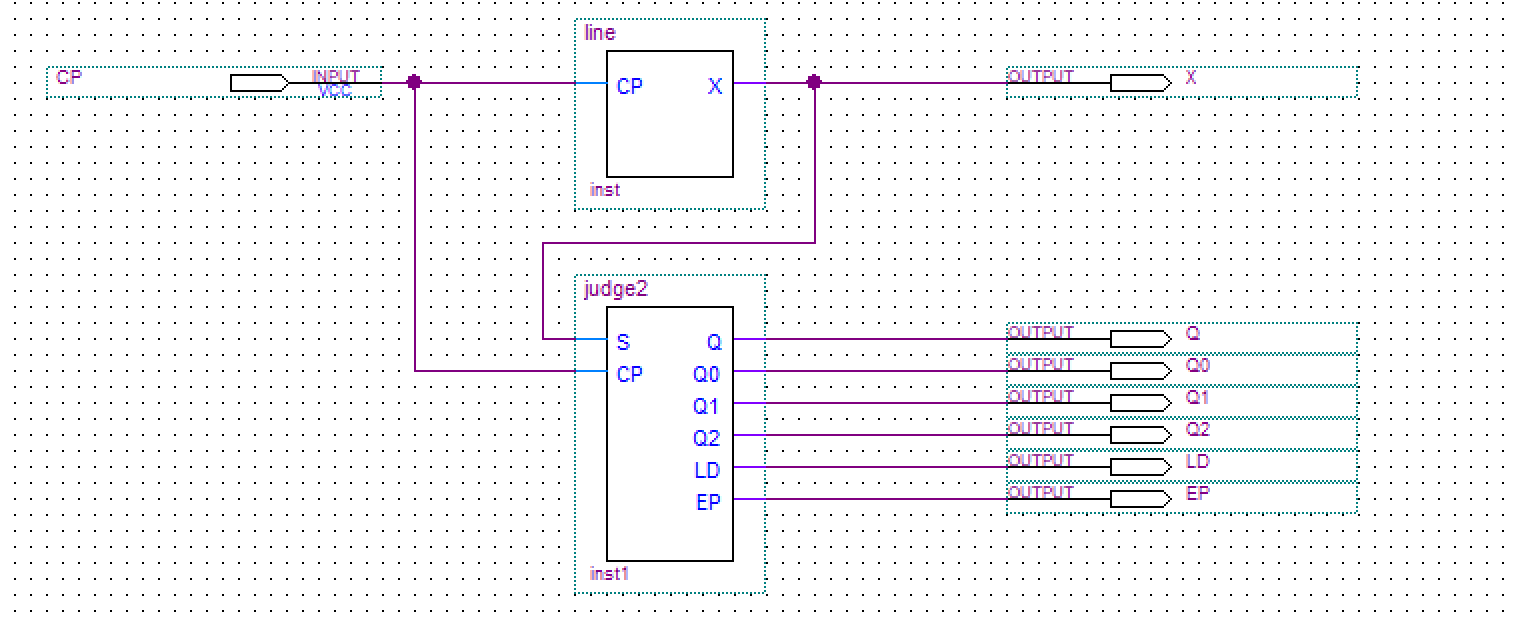 line
CP INPUT VCC
CP X
OUTPUT X
inst
judge2
S Q
OUTPUT Q
CP Q0
OUTPUT Q0
Q1
OUTPUT Q1
Q2
OUTPUT Q2
LD
OUTPUT LD
EP
OUTPUT EP
inst1